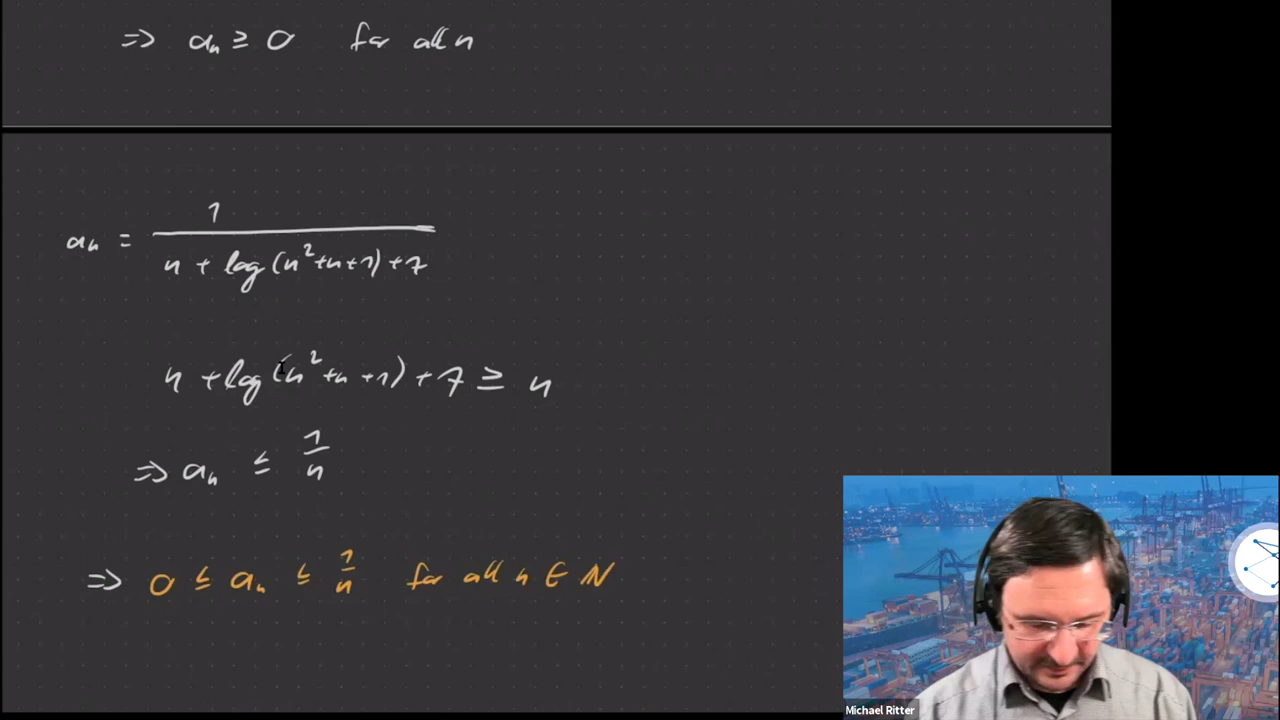 ⇒ aₙ ≥ 0 for all n
aₙ = 1 / (n + log(n²+n+1)+7)
n + log(n²+n+1)+7 ≥ n
⇒ aₙ ≤ 1/n
⇒ 0 ≤ aₙ ≤ 1/n for all n ∈ N
Michael Ritter